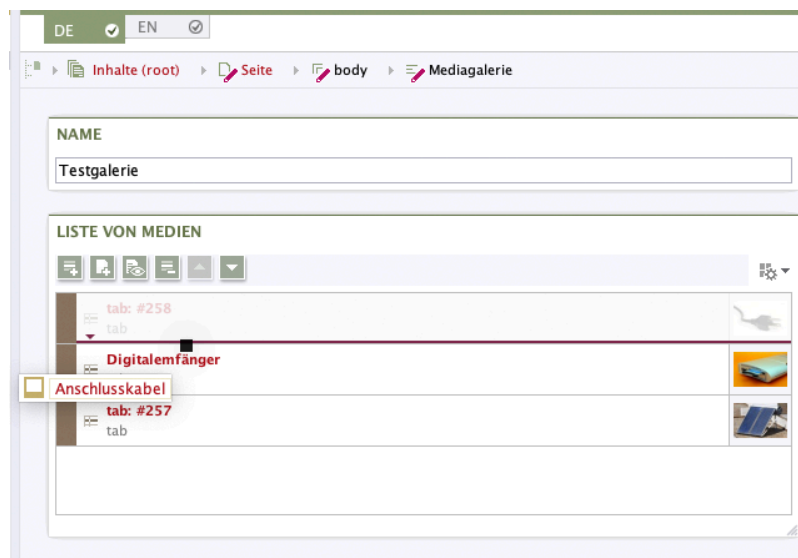 DE EN
Inhalte (root) Seite body Mediagalerie
NAME
Testgalerie
LISTE VON MEDIEN
tab: #258
tab
Digitalemfänger
Anschlusskabel
tab: #257
tab